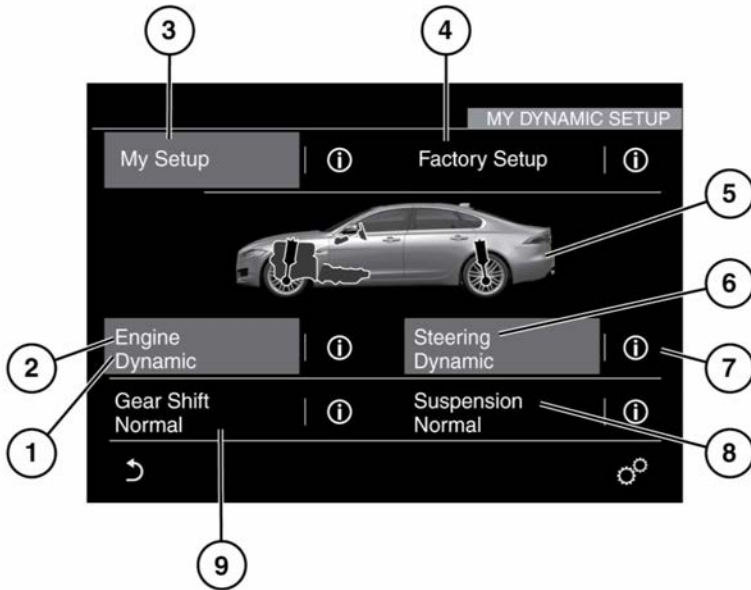 3
4
MY DYNAMIC SETUP
My Setup
i
Factory Setup
i
5
6
Engine
Dynamic
i
Steering
Dynamic
i
2
7
Gear Shift
Normal
i
Suspension
Normal
i
1
8
9